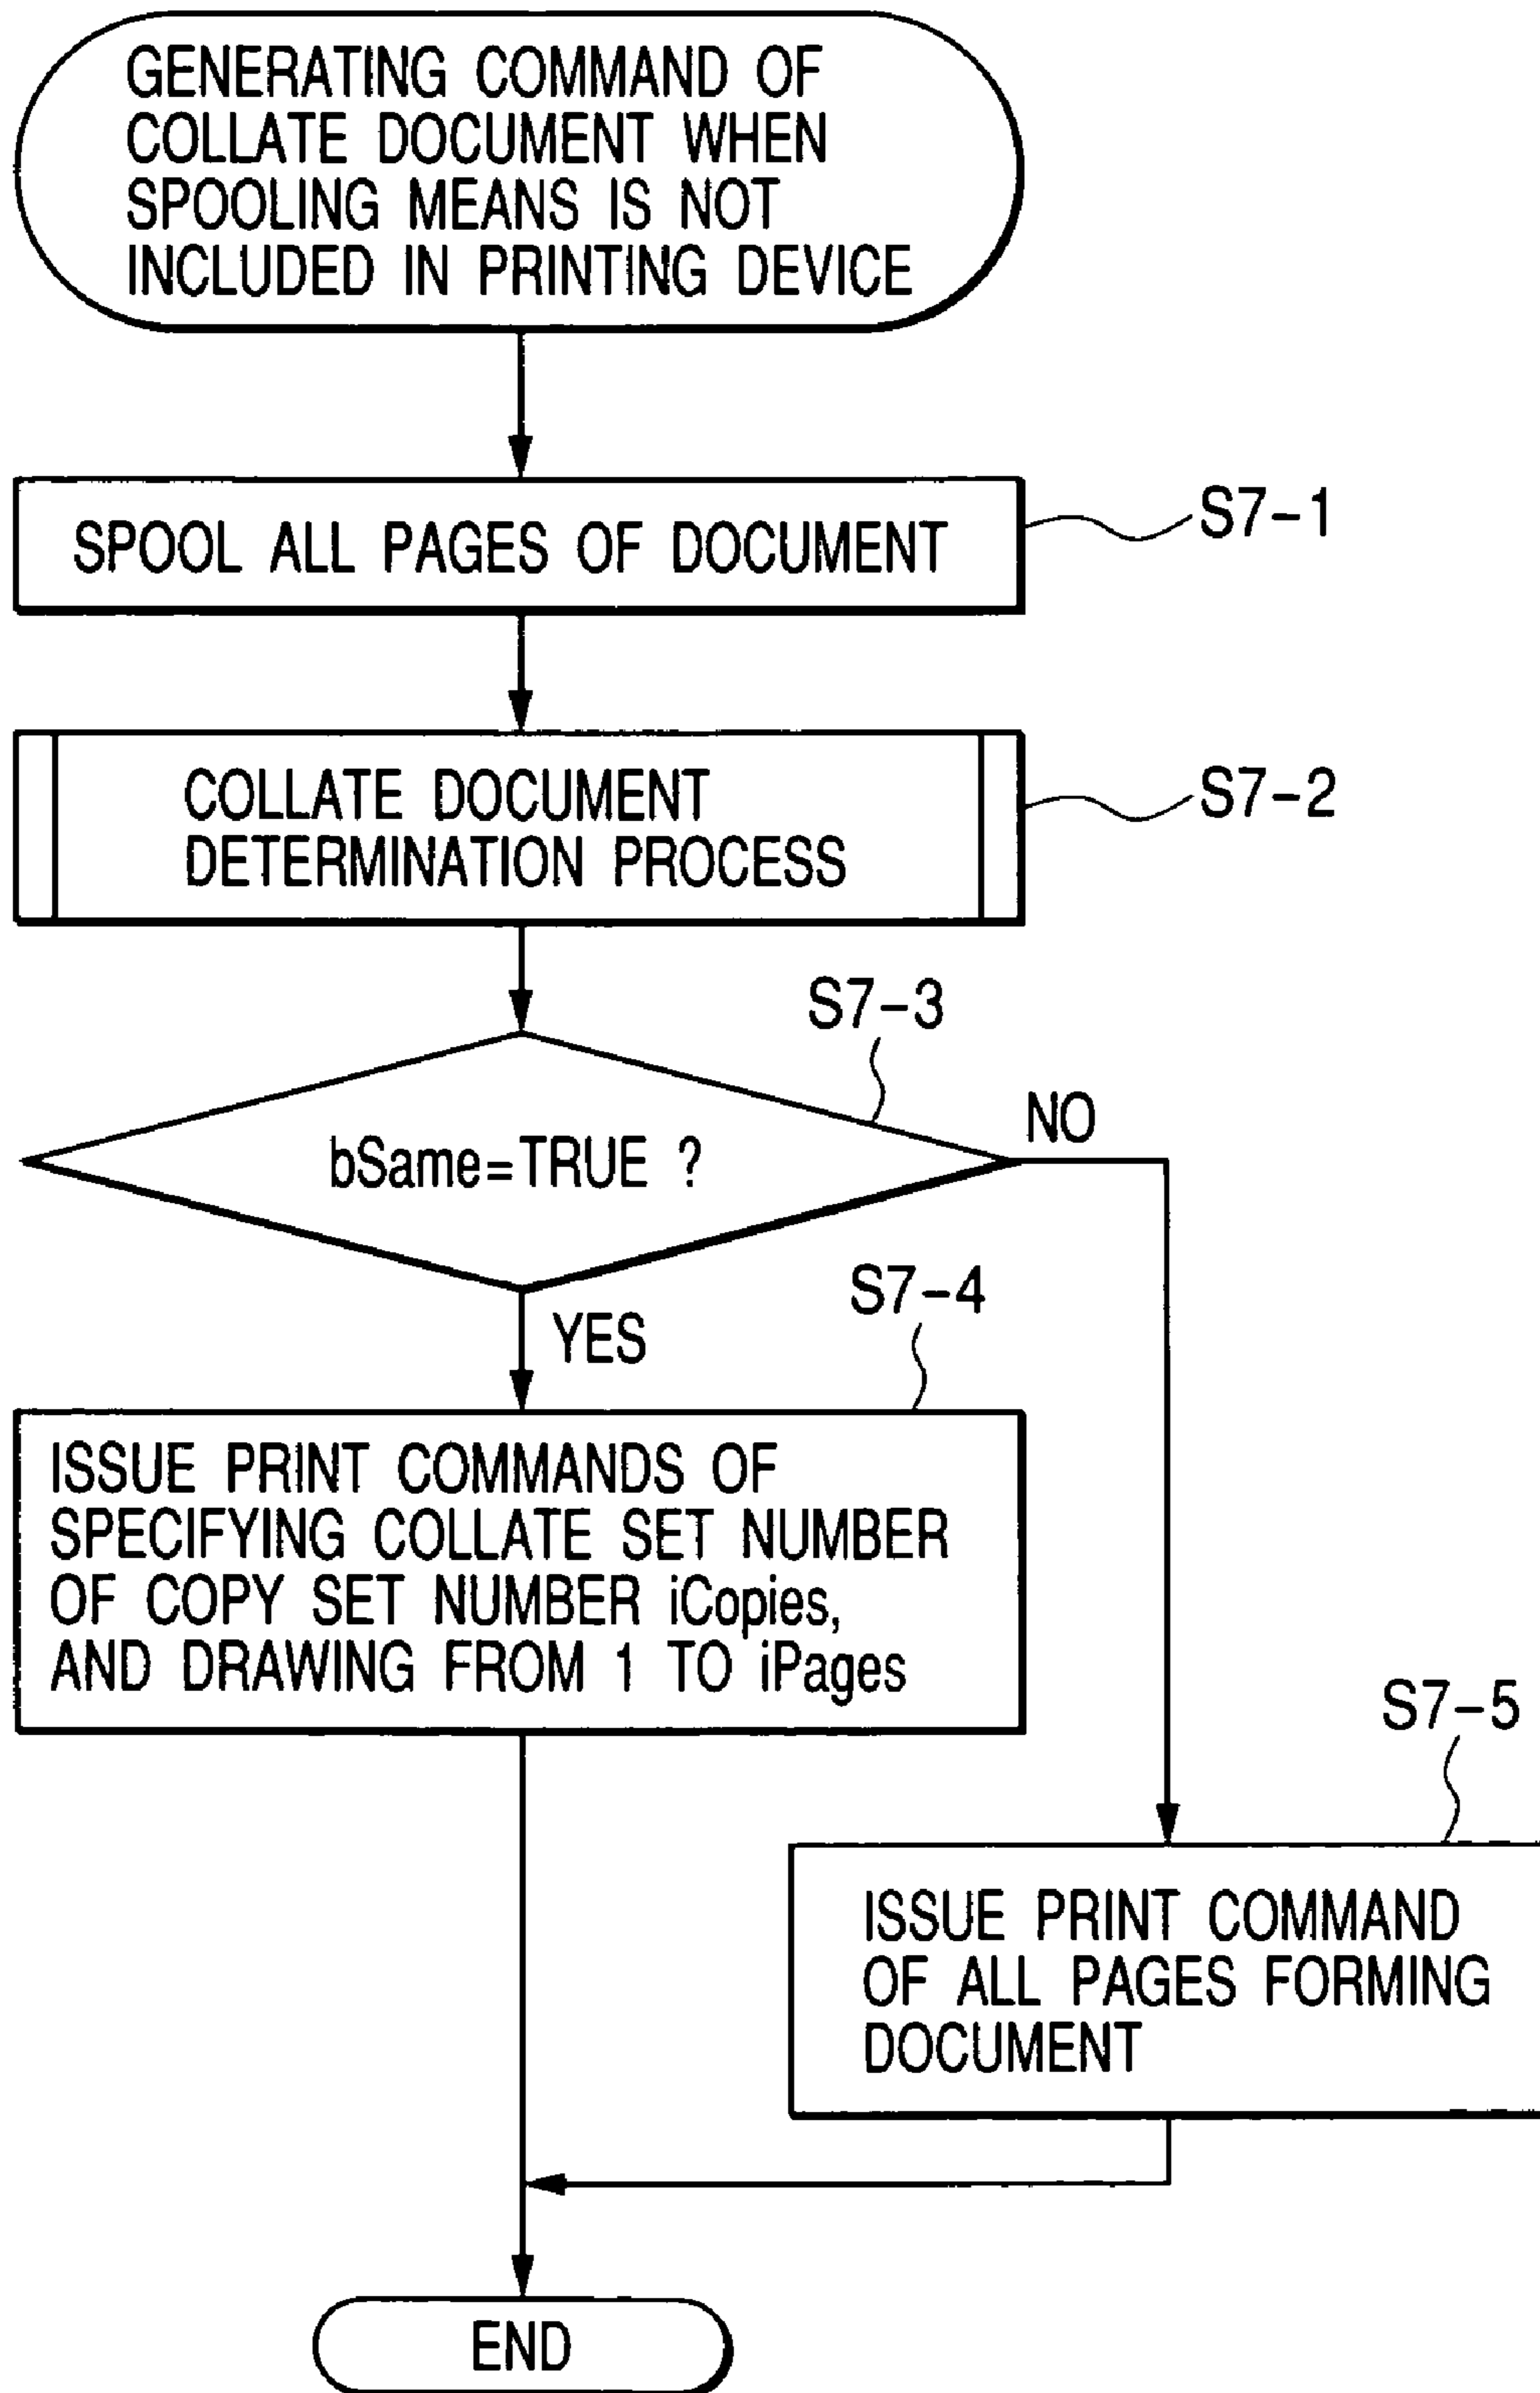 GENERATING COMMAND OF
COLLATE DOCUMENT WHEN
SPOOLING MEANS IS NOT
INCLUDED IN PRINTING DEVICE
SPOOL ALL PAGES OF DOCUMENT
S7-1
COLLATE DOCUMENT
DETERMINATION PROCESS
S7-2
S7-3
bSame=TRUE ?
NO
YES
S7-4
ISSUE PRINT COMMANDS OF
SPECIFYING COLLATE SET NUMBER
OF COPY SET NUMBER iCopies,
AND DRAWING FROM 1 TO iPages
S7-5
ISSUE PRINT COMMAND
OF ALL PAGES FORMING
DOCUMENT
END